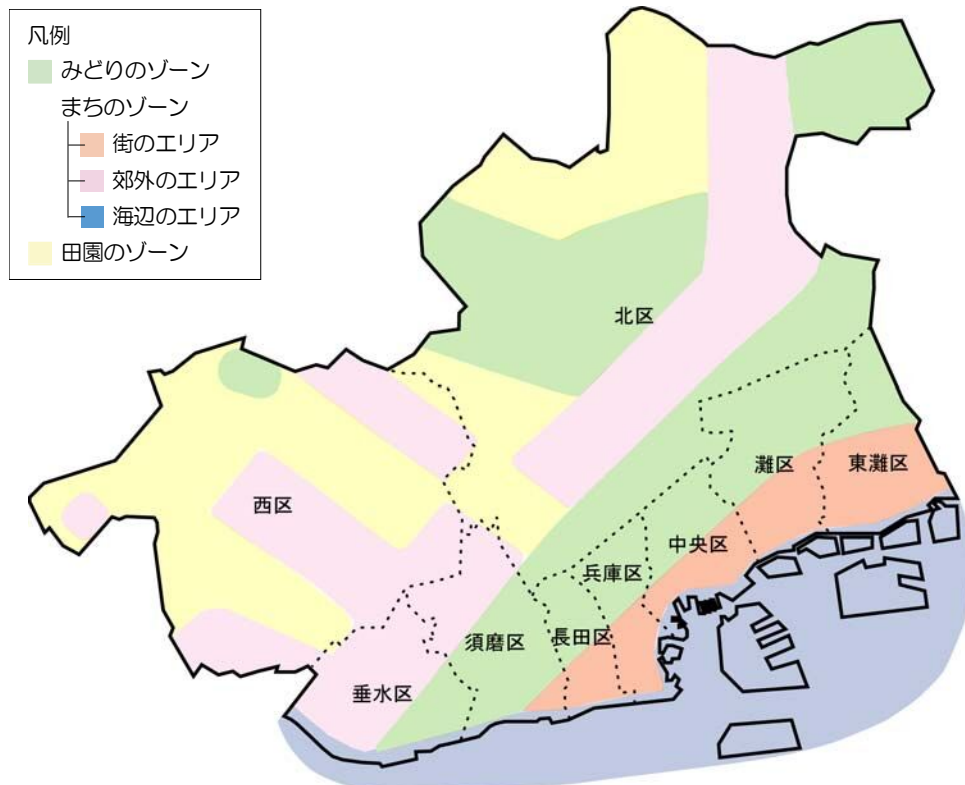 凡例
みどりのゾーン
まちのゾーン
街のエリア
郊外のエリア
海辺のエリア
田園のゾーン
北区
西区
灘区
東灘区
中央区
兵庫区
長田区
須磨区
垂水区